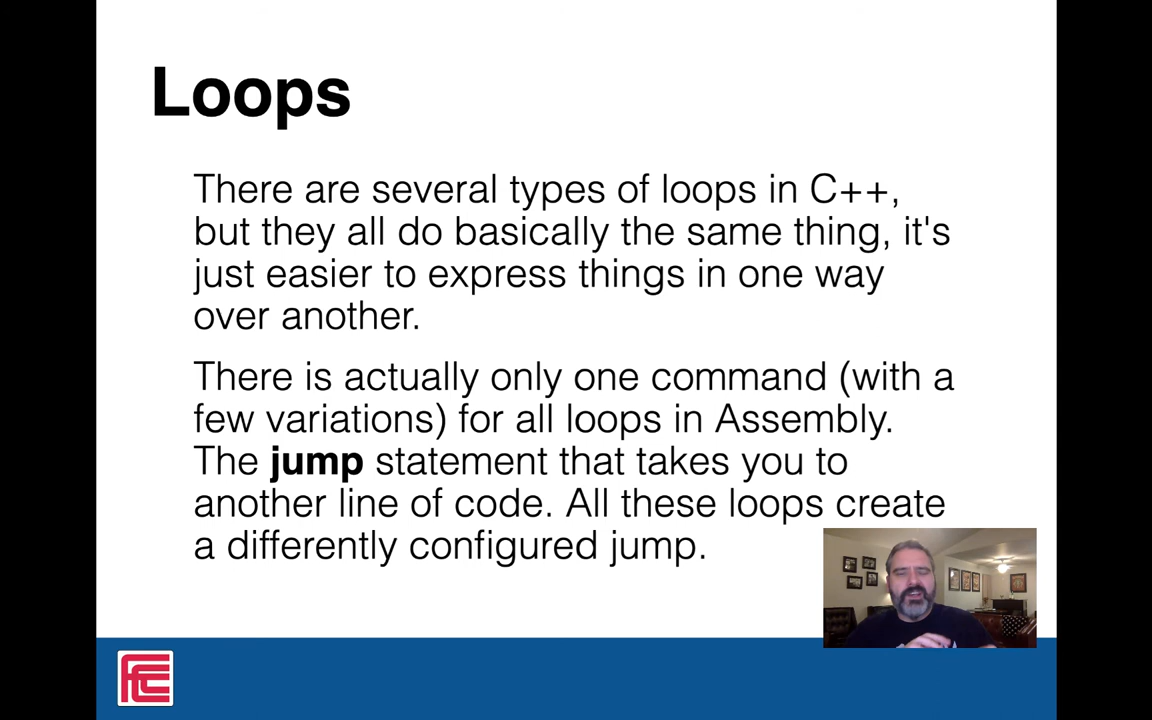 Loops
There are several types of loops in C++,
but they all do basically the same thing, it's
just easier to express things in one way
over another.
There is actually only one command (with a
few variations) for all loops in Assembly.
The jump statement that takes you to
another line of code. All these loops create
a differently configured jump.
FCC